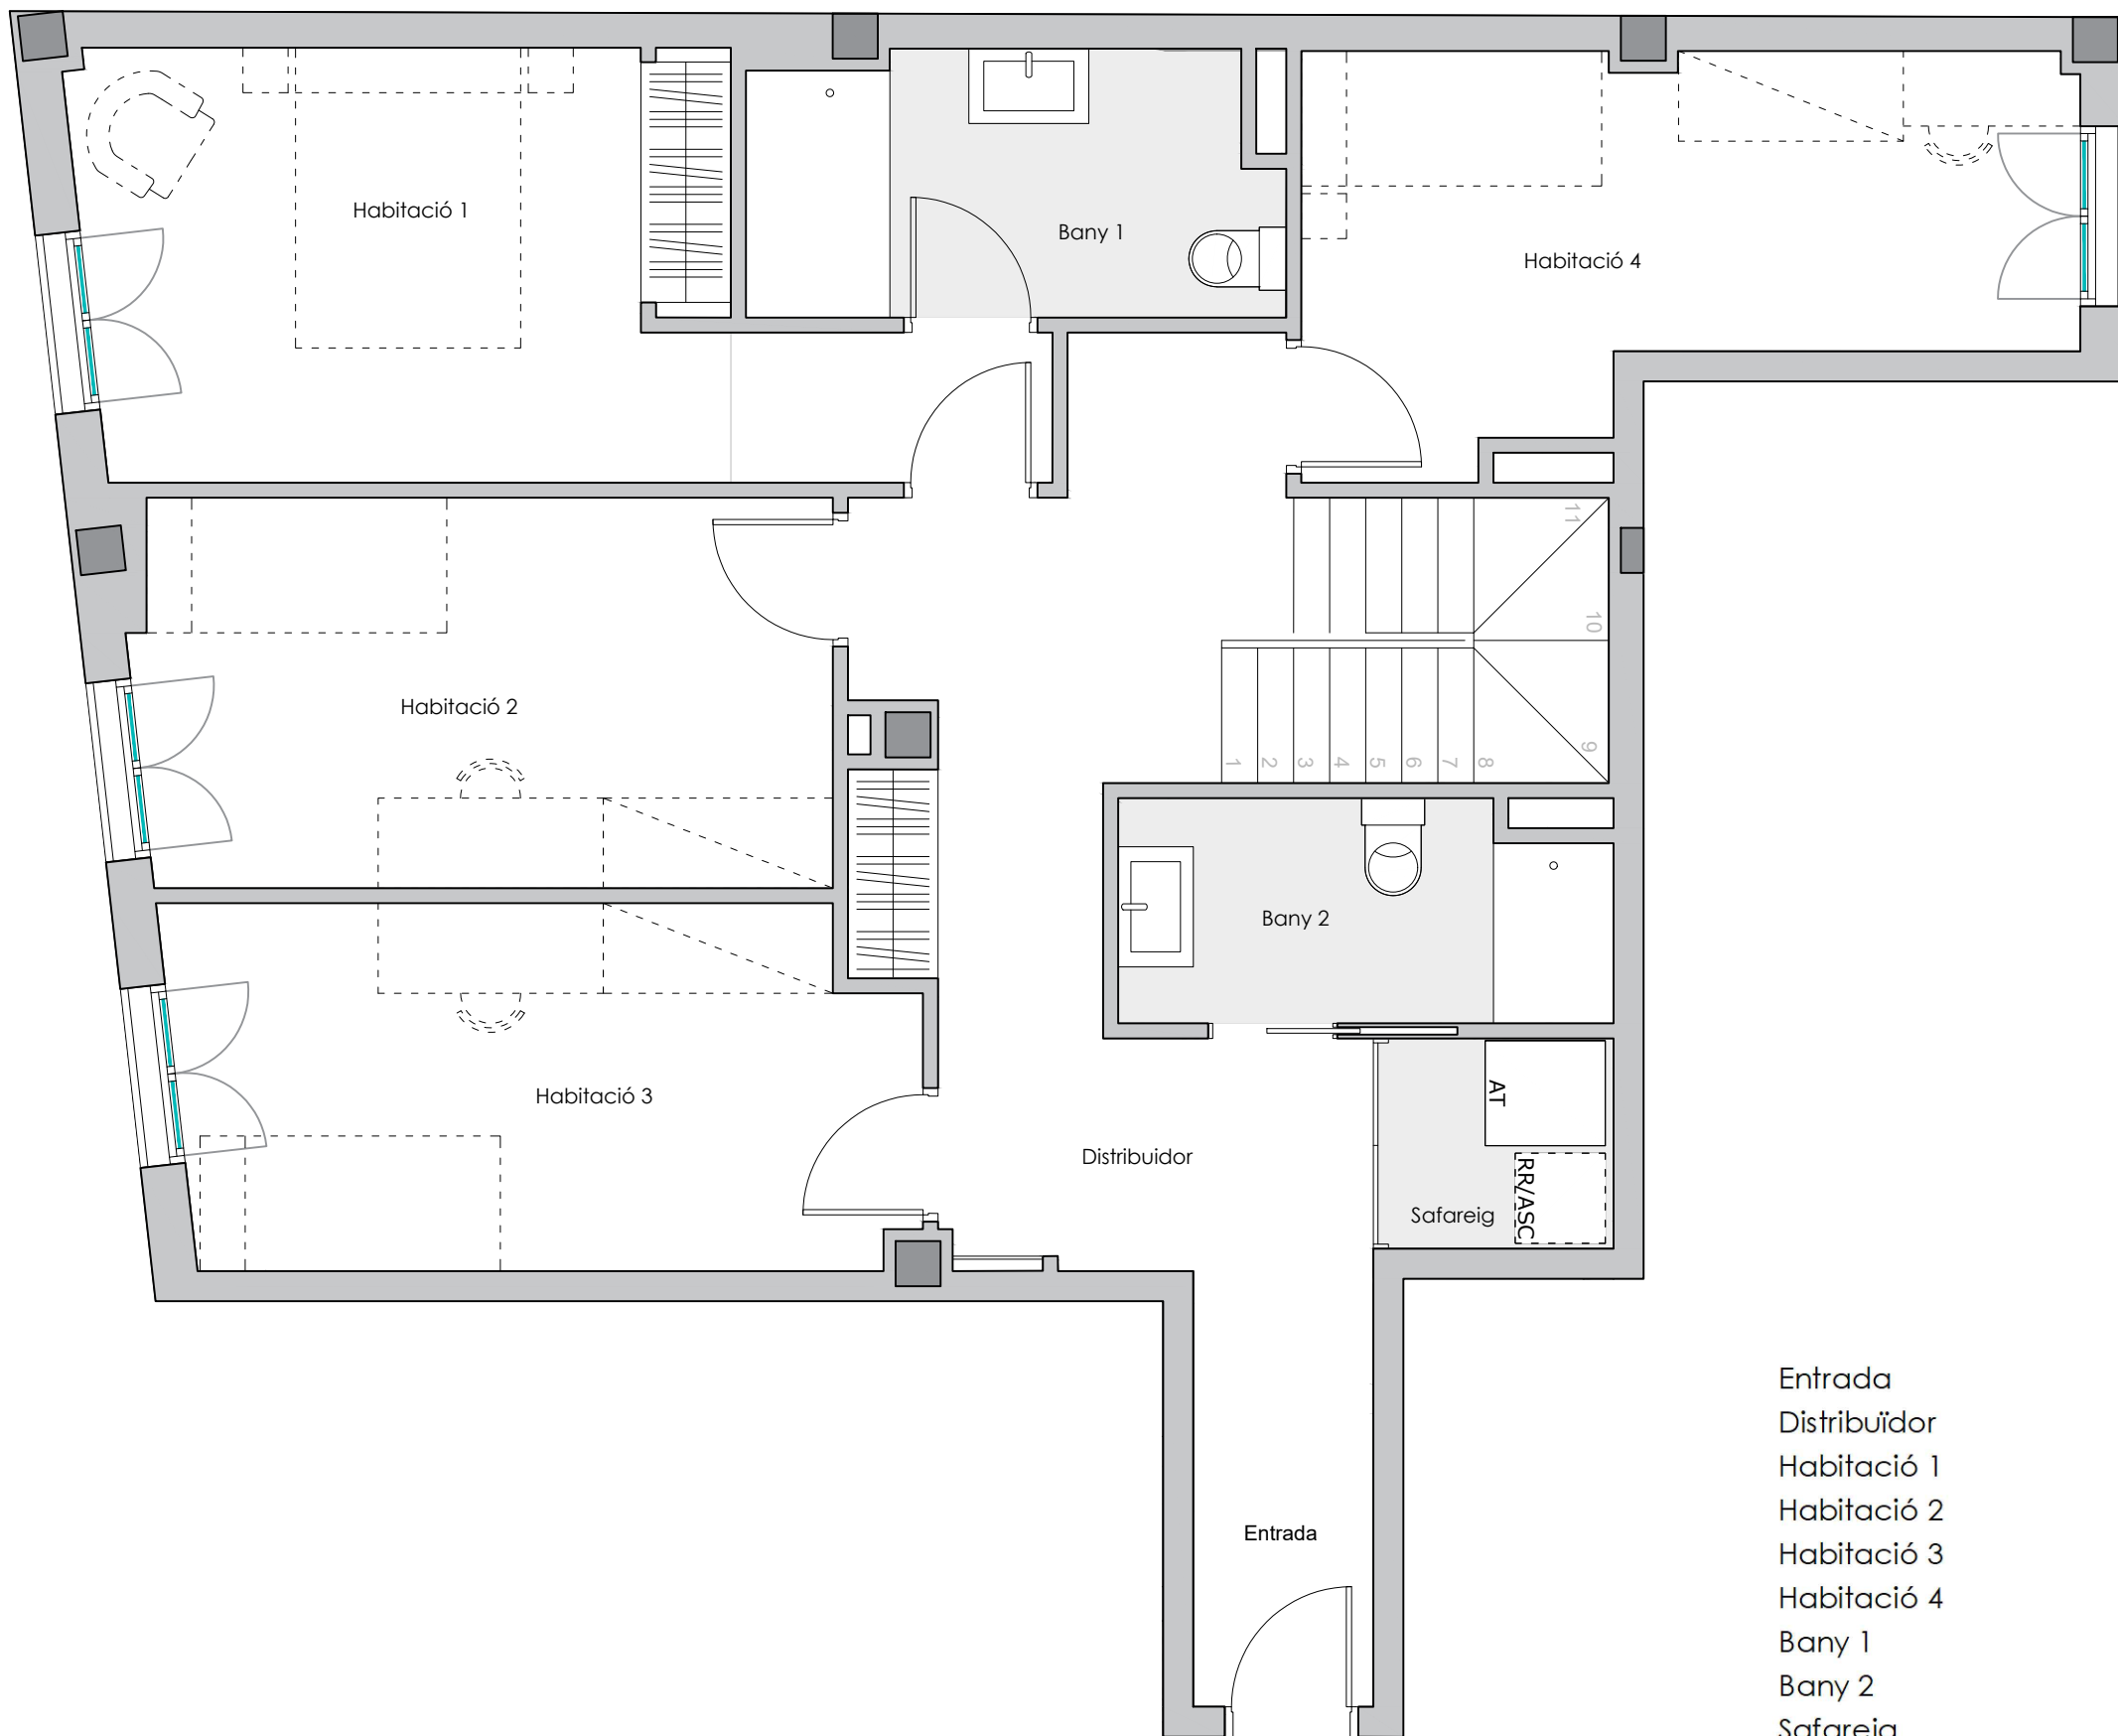 Habitació 1
Bany 1
Habitació 4
11
10
9
1
2
3
4
5
6
7
8
Habitació 2
Bany 2
Habitació 3
AT
Distribuidor
RR/ASC
Safareig
Entrada
Entrada
Distribuïdor
Habitació 1
Habitació 2
Habitació 3
Habitació 4
Bany 1
Bany 2
Safareig